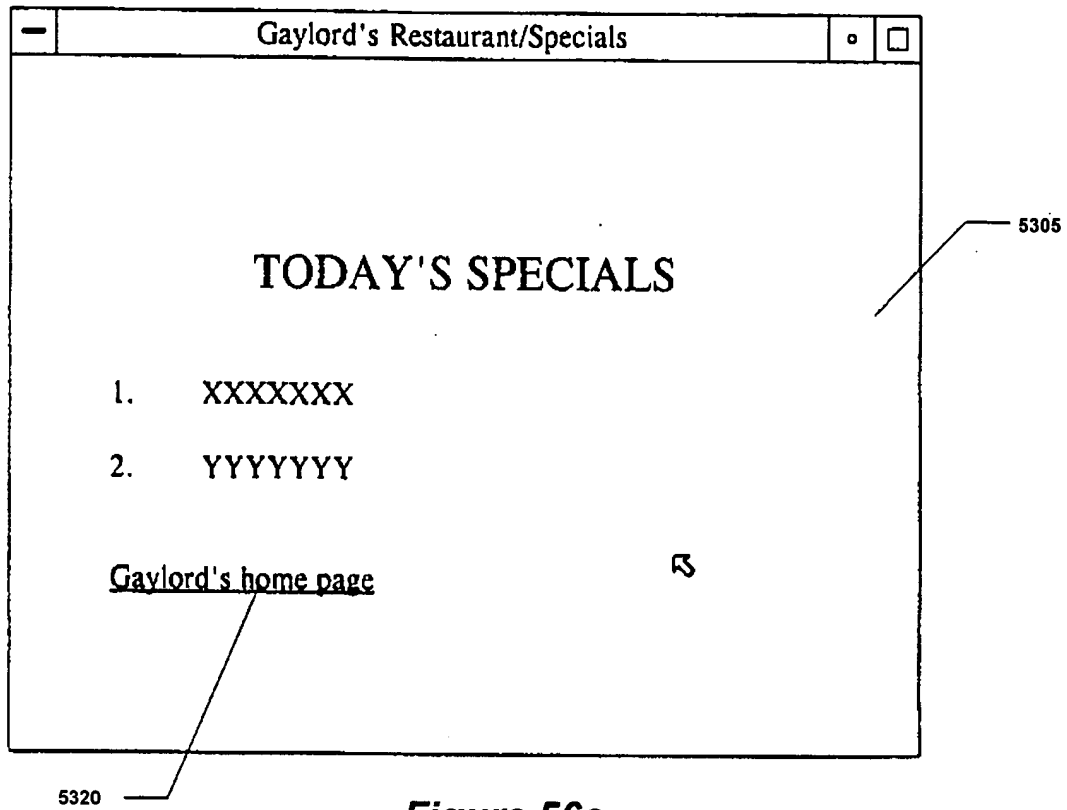 Gaylord's Restaurant/Specials
5305
TODAY'S SPECIALS
1. XXXXXXX
2. YYYYYYY
Gaylord's home page
5320